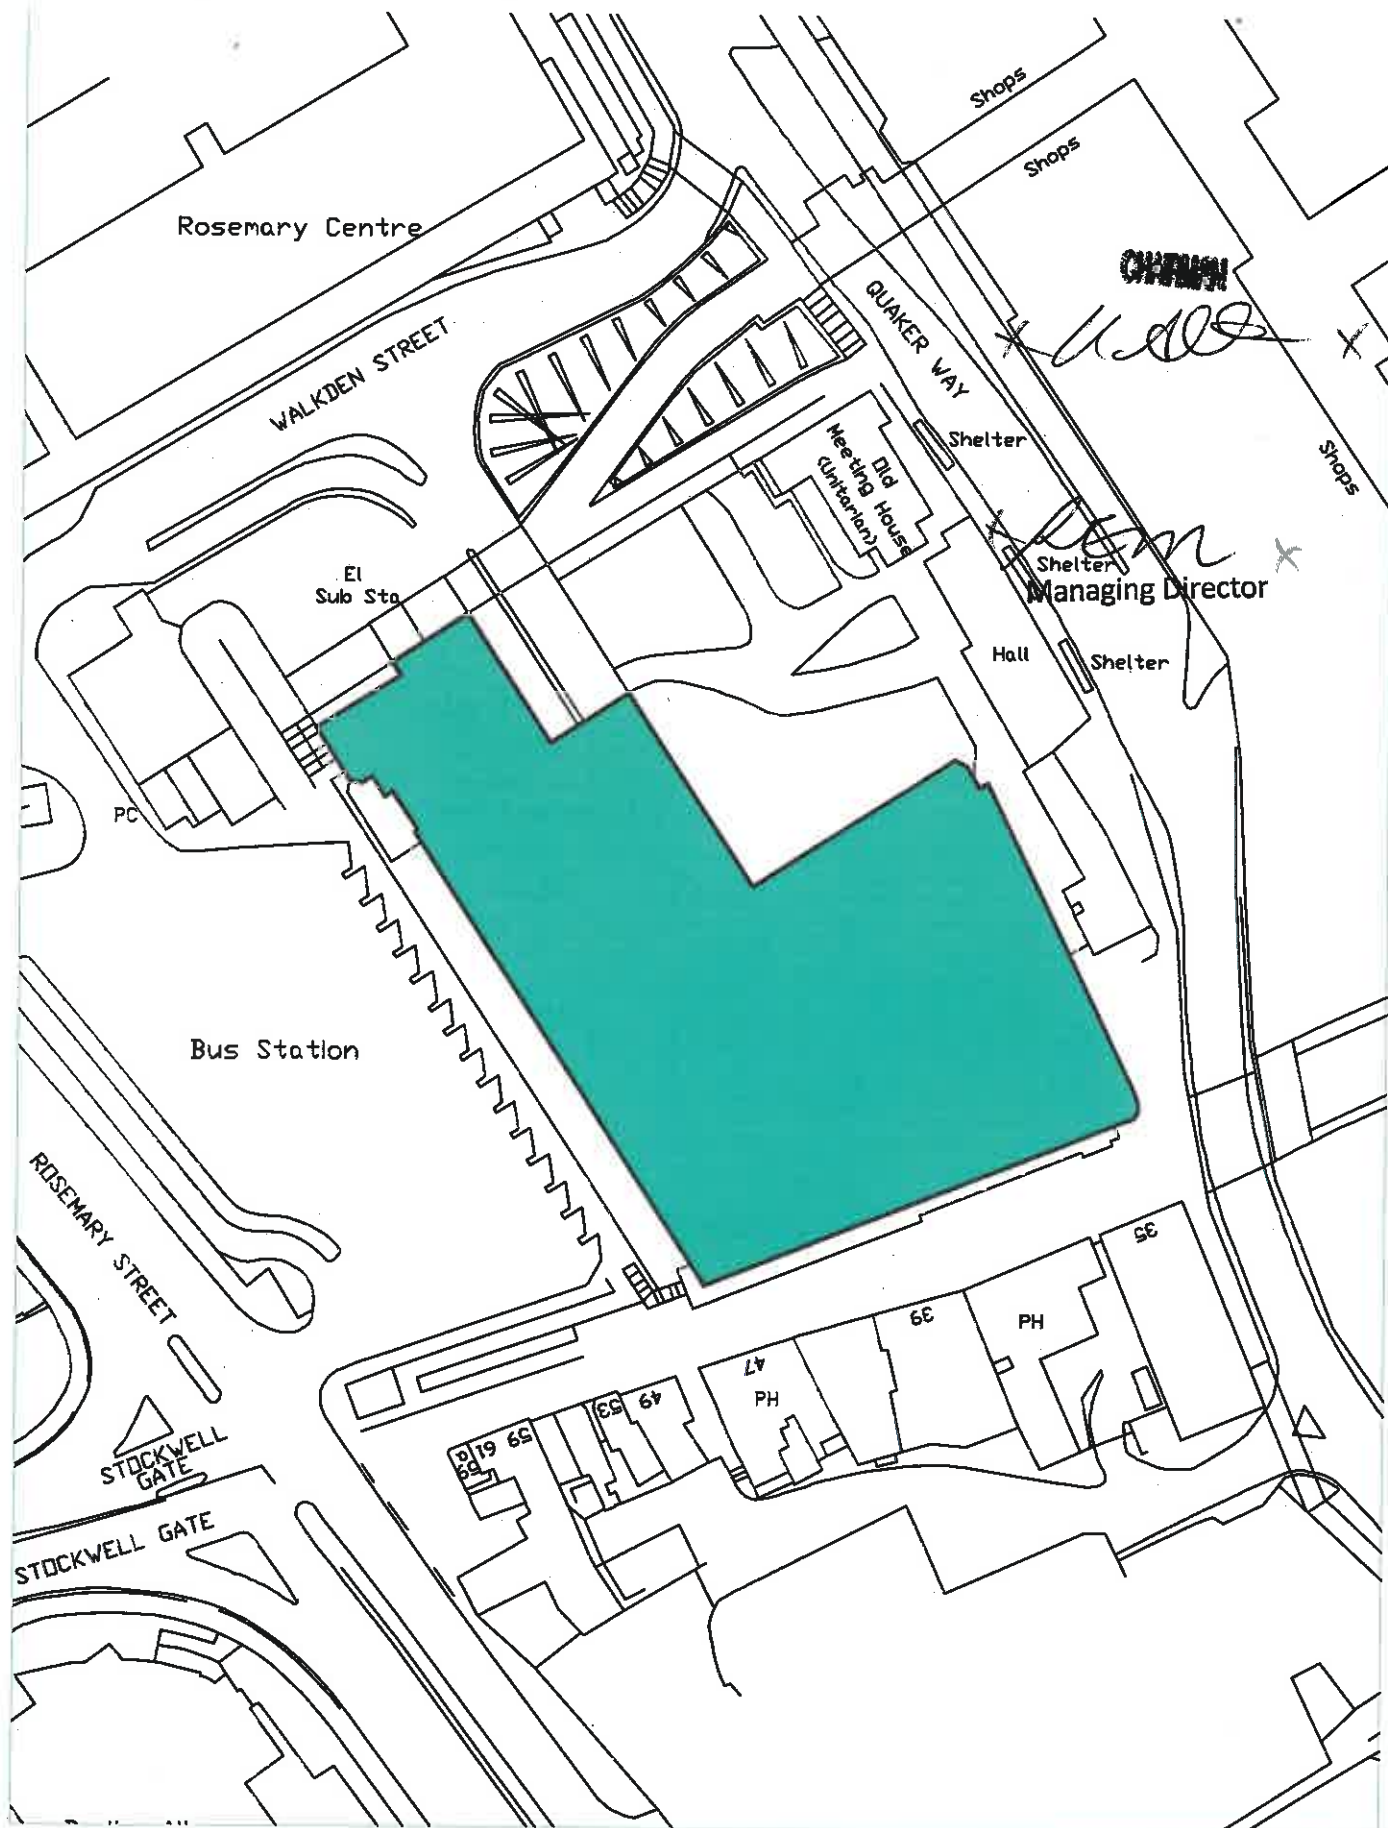 Shops
Shops
Rosemary Centre
CHAIRMAN
QUAKER WAY
WALKDEN STREET
Shelter
Old
Meeting House
(Unitarian)
Shops
Shelter
Managing Director
El
Sub Sta
Hall
Shelter
PC
Bus Station
ROSEMARY STREET
35
39
PH
47
PH
49
53
59
61
59a
STOCKWELL
GATE
STOCKWELL GATE